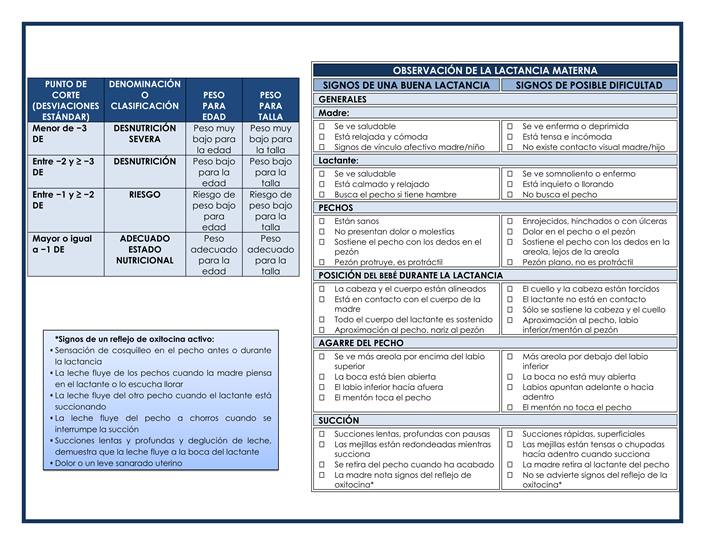 PUNTO DE
CORTE
(DESVIACIONES
ESTÁNDAR)
DENOMINACIÓN
O
CLASIFICACIÓN
PESO
PARA
EDAD
PESO
PARA
TALLA
Menor de −3
DE
DESNUTRICIÓN
SEVERA
Peso muy
bajo para
la edad
Peso muy
bajo para
la talla
Entre −2 y ≥ −3
DE
DESNUTRICIÓN
Peso bajo
para la
edad
Peso bajo
para la
talla
Entre −1 y ≥ −2
DE
RIESGO
Riesgo de
peso bajo
para
edad
Riesgo de
peso bajo
para la
talla
Mayor o igual
a −1 DE
ADECUADO
ESTADO
NUTRICIONAL
Peso
adecuado
para la
edad
Peso
adecuado
para la
talla
*Signos de un reflejo de oxitocina activo:
▪ Sensación de cosquilleo en el pecho antes o durante
la lactancia
▪ La leche fluye de los pechos cuando la madre piensa
en el lactante o lo escucha llorar
▪ La leche fluye del otro pecho cuando el lactante está
succionando
▪ La leche fluye del pecho a chorros cuando se
interrumpe la succión
▪ Succiones lentas y profundas y deglución de leche,
demuestra que la leche fluye a la boca del lactante
▪ Dolor o un leve sanarado uterino
OBSERVACIÓN DE LA LACTANCIA MATERNA
SIGNOS DE UNA BUENA LACTANCIA
SIGNOS DE POSIBLE DIFICULTAD
GENERALES
Madre:
Se ve saludable
Está relajada y cómoda
Signos de vínculo afectivo madre/niño
Se ve enferma o deprimida
Está tensa e incómoda
No existe contacto visual madre/hijo
Lactante:
Se ve saludable
Está calmado y relajado
Busca el pecho si tiene hambre
Se ve somnoliento o enfermo
Está inquieto o llorando
No busca el pecho
PECHOS
Están sanos
No presentan dolor o molestias
Sostiene el pecho con los dedos en el
pezón
Pezón protruye, es protráctil
Enrojecidos, hinchados o con úlceras
Dolor en el pecho o el pezón
Sostiene el pecho con los dedos en la
areola, lejos de la areola
Pezón plano, no es protráctil
POSICIÓN DEL BEBÉ DURANTE LA LACTANCIA
La cabeza y el cuerpo están alineados
Está en contacto con el cuerpo de la
madre
Todo el cuerpo del lactante es sostenido
Aproximación al pecho, nariz al pezón
El cuello y la cabeza están torcidos
El lactante no está en contacto
Sólo se sostiene la cabeza y el cuello
Aproximación al pecho, labio
inferior/mentón al pezón
AGARRE DEL PECHO
Se ve más areola por encima del labio
superior
La boca está bien abierta
El labio inferior hacía afuera
El mentón toca el pecho
Más areola por debajo del labio
inferior
La boca no está muy abierta
Labios apuntan adelante o hacia
adentro
El mentón no toca el pecho
SUCCIÓN
Succiones lentas, profundas con pausas
Las mejillas están redondeadas mientras
succiona
Se retira del pecho cuando ha acabado
La madre nota signos del reflejo de
oxitocina*
Succiones rápidas, superficiales
Las mejillas están tensas o chupadas
hacía adentro cuando succiona
La madre retira al lactante del pecho
No se advierte signos del reflejo de la
oxitocina*